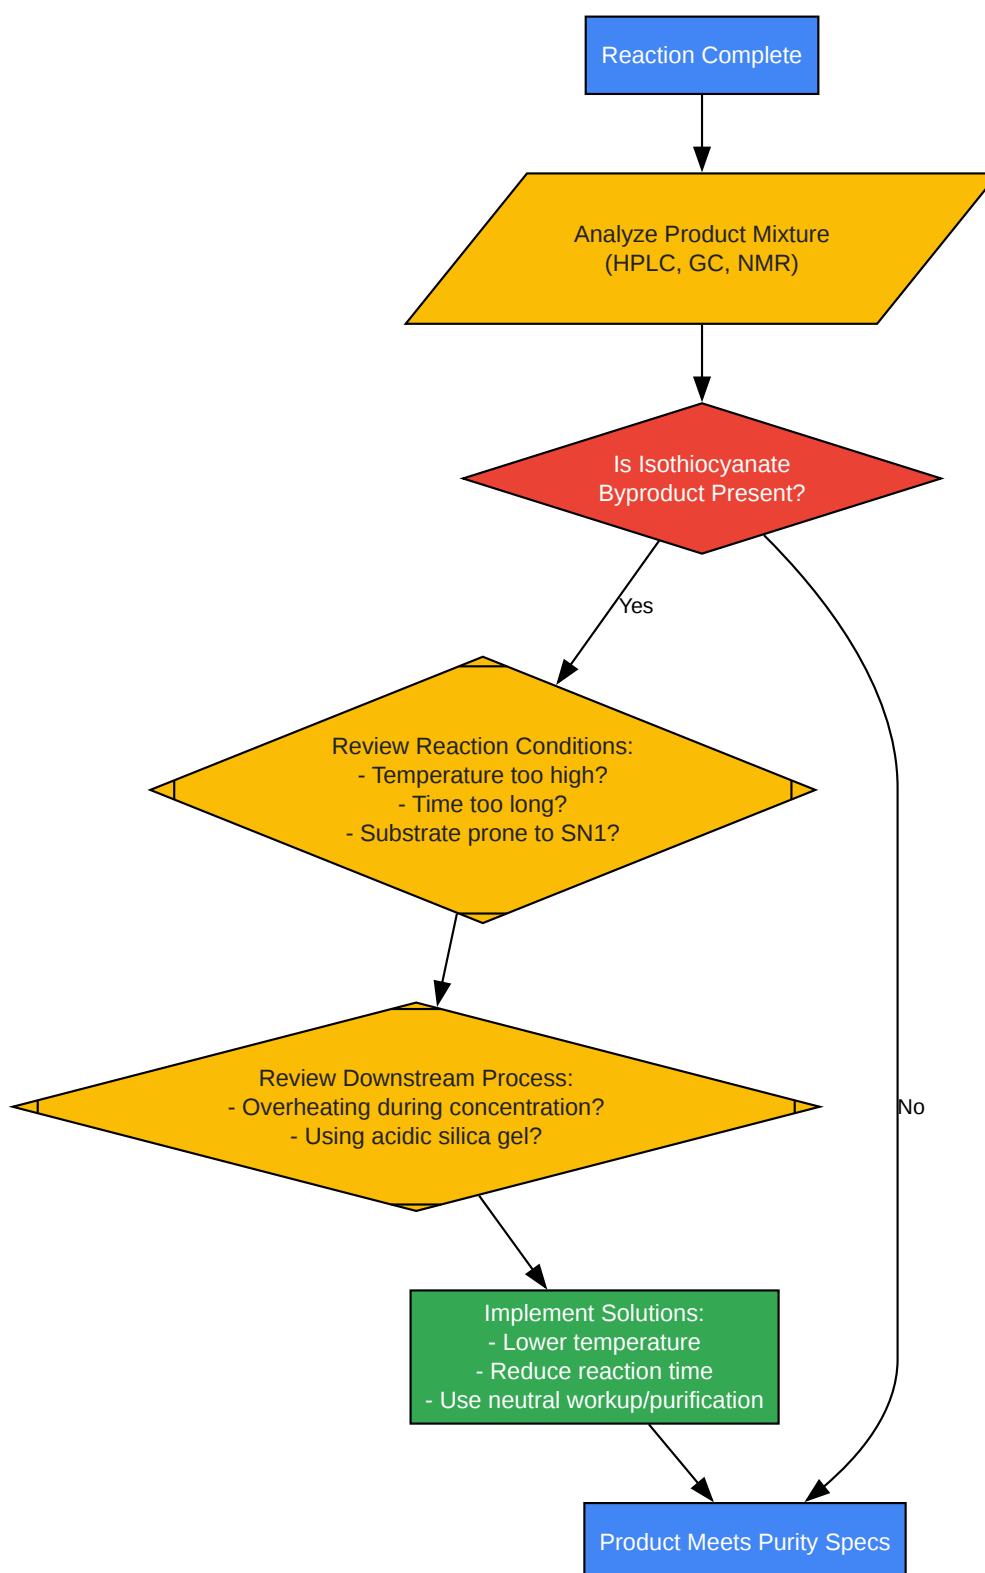 Reaction Complete
Analyze Product Mixture
(HPLC, GC, NMR)
Is Isothiocyanate
Byproduct Present?
Yes
Review Reaction Conditions:
- Temperature too high?
- Time too long?
- Substrate prone to SN1?
Review Downstream Process:
- Overheating during concentration?
- Using acidic silica gel?
No
Implement Solutions:
- Lower temperature
- Reduce reaction time
- Use neutral workup/purification
Product Meets Purity Specs